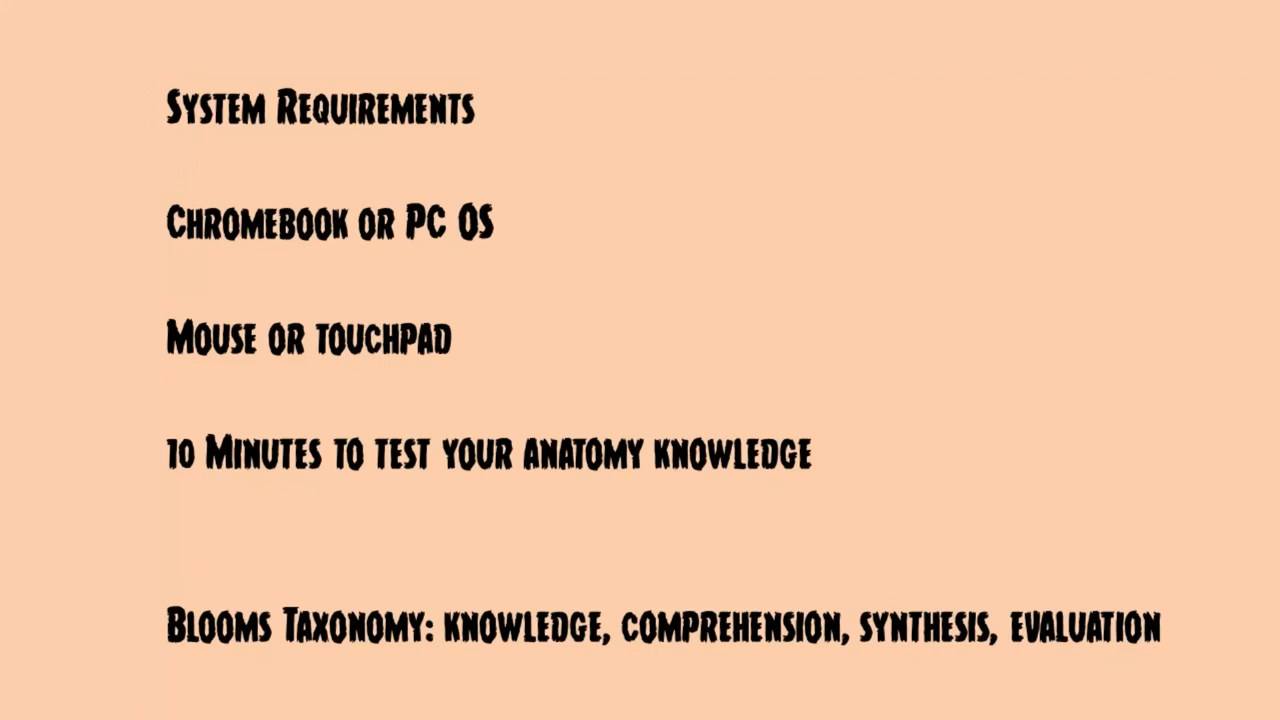 System Requirements
Chromebook or PC OS
Mouse or touchpad
10 Minutes to test your anatomy knowledge
Blooms Taxonomy: knowledge, comprehension, synthesis, evaluation